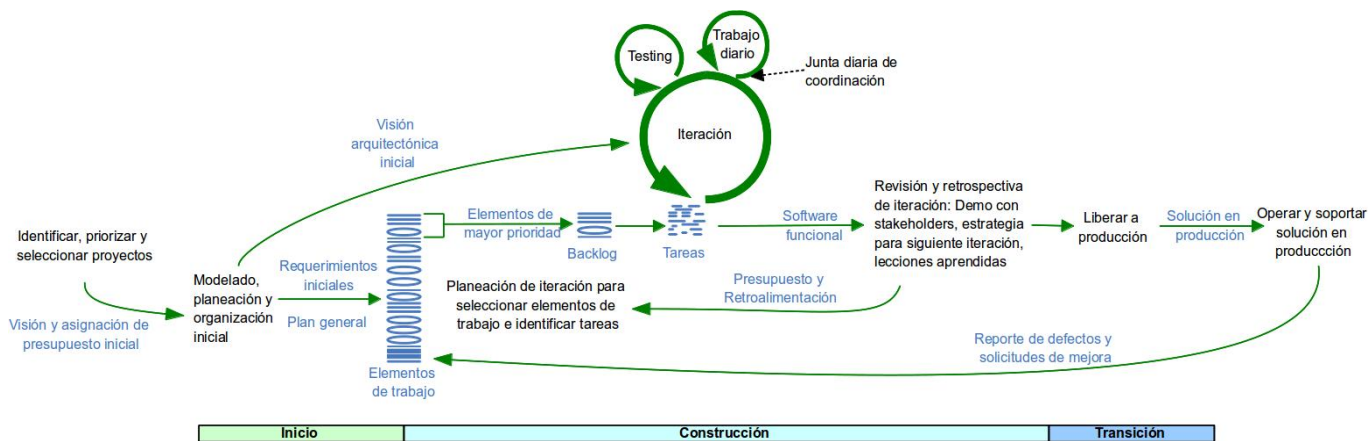 Testing
Trabajo
diario
Junta diaria de
coordinación
Iteración
Visión
arquitectónica
inicial
Identificar, priorizar y
seleccionar proyectos
Visión y asignación de
presupuesto inicial
Modelado,
planeación y
organización
inicial
Requerimientos
iniciales
Plan general
Elementos
de trabajo
Elementos de
mayor prioridad
Backlog
Tareas
Planeación de iteración para
seleccionar elementos de
trabajo e identificar tareas
Software
funcional
Presupuesto y
Retroalimentación
Revisión y retrospectiva
de iteración: Demo con
stakeholders, estrategia
para siguiente iteración,
lecciones aprendidas
Liberar a
producción
Solución en
producción
Operar y soportar
solución en
produccción
Reporte de defectos y
solicitudes de mejora
Inicio
Construcción
Transición